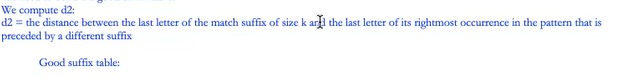 We compute d2:
d2 = the distance between the last letter of the match suffix of size k and the last letter of its rightmost occurrence in the pattern that is
preceded by a different suffix
Good suffix table: